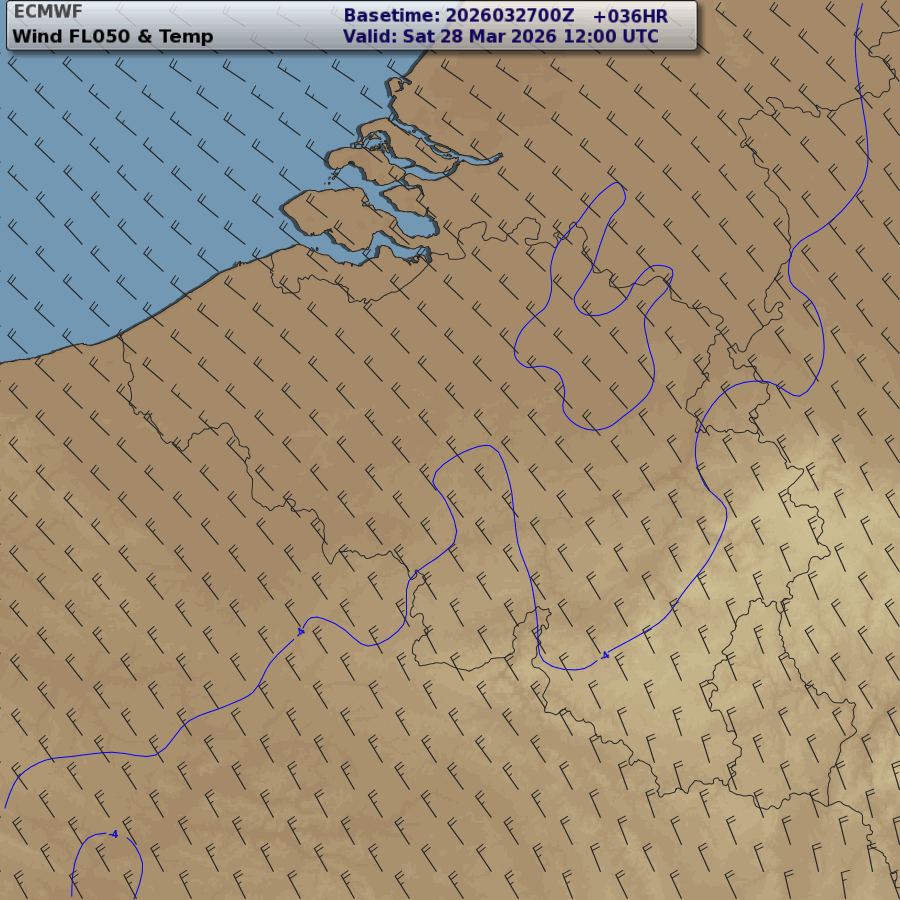 ECMWF
Basetime: 2026032700Z +036HR
Wind FL050 & Temp
Valid: Sat 28 Mar 2026 12:00 UTC
-4
-4
-4